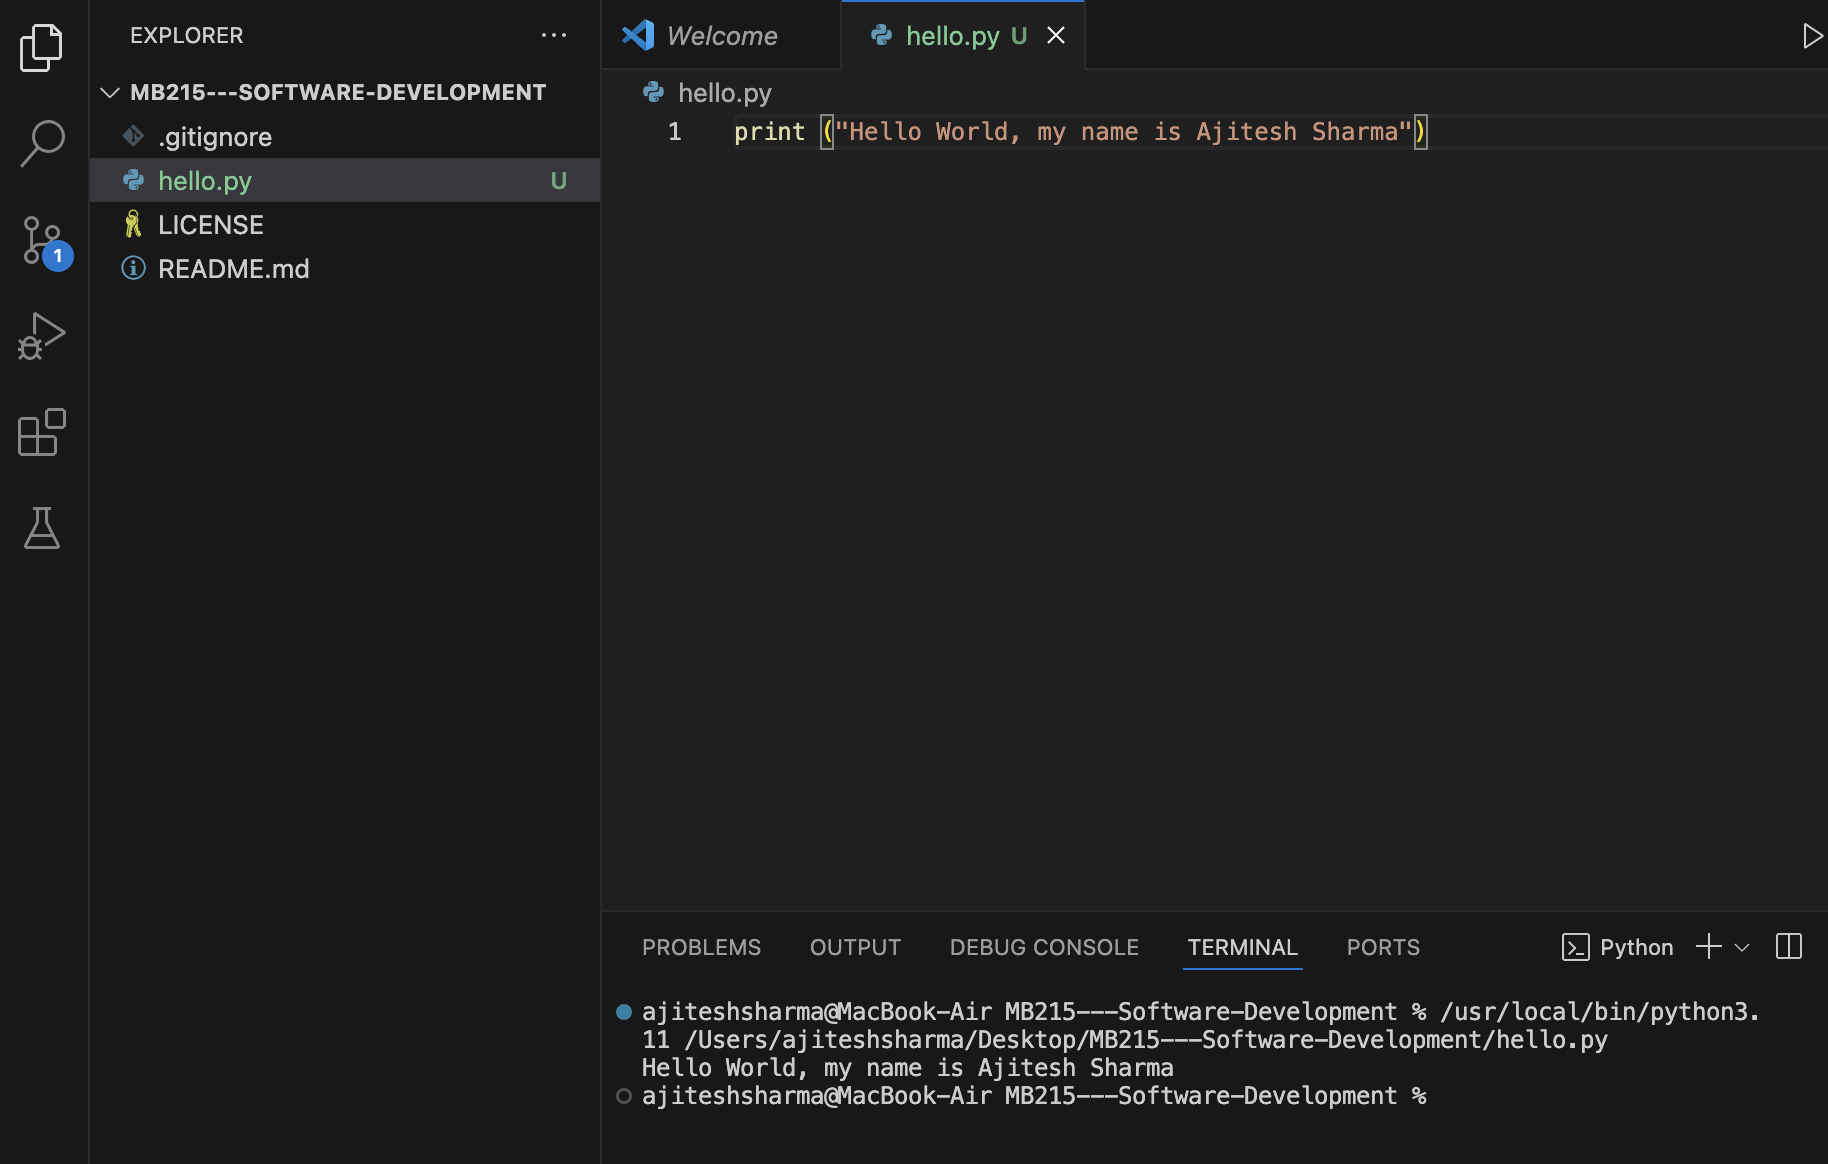 EXPLORER
MB215---SOFTWARE-DEVELOPMENT
.gitignore
hello.py U
LICENSE
README.md
1
Welcome
hello.py U
hello.py
1 print ("Hello World, my name is Ajitesh Sharma")
PROBLEMS OUTPUT DEBUG CONSOLE TERMINAL PORTS Python
ajiteshsharma@MacBook-Air MB215---Software-Development % /usr/local/bin/python3.
11 /Users/ajiteshsharma/Desktop/MB215---Software-Development/hello.py
Hello World, my name is Ajitesh Sharma
ajiteshsharma@MacBook-Air MB215---Software-Development %